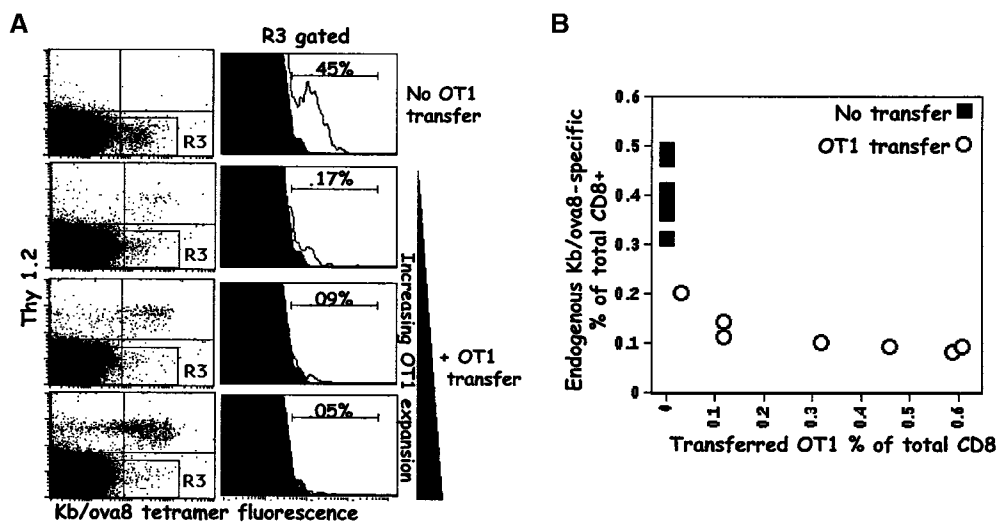 A
R3 gated
45%
R3
No OT1
transfer
.17%
R3
.09%
R3
.05%
R3
Thy 1.2
Increasing OT1 expansion
+ OT1
transfer
Kb/ova8 tetramer fluorescence
B
No transfer
OT1 transfer
Endogenous Kb/ova8-specific
% of total CD8+
0.6
0.5
0.4
0.3
0.2
0.1
0
0.1
0.2
0.3
0.4
0.5
0.6
Transferred OT1 % of total CD8